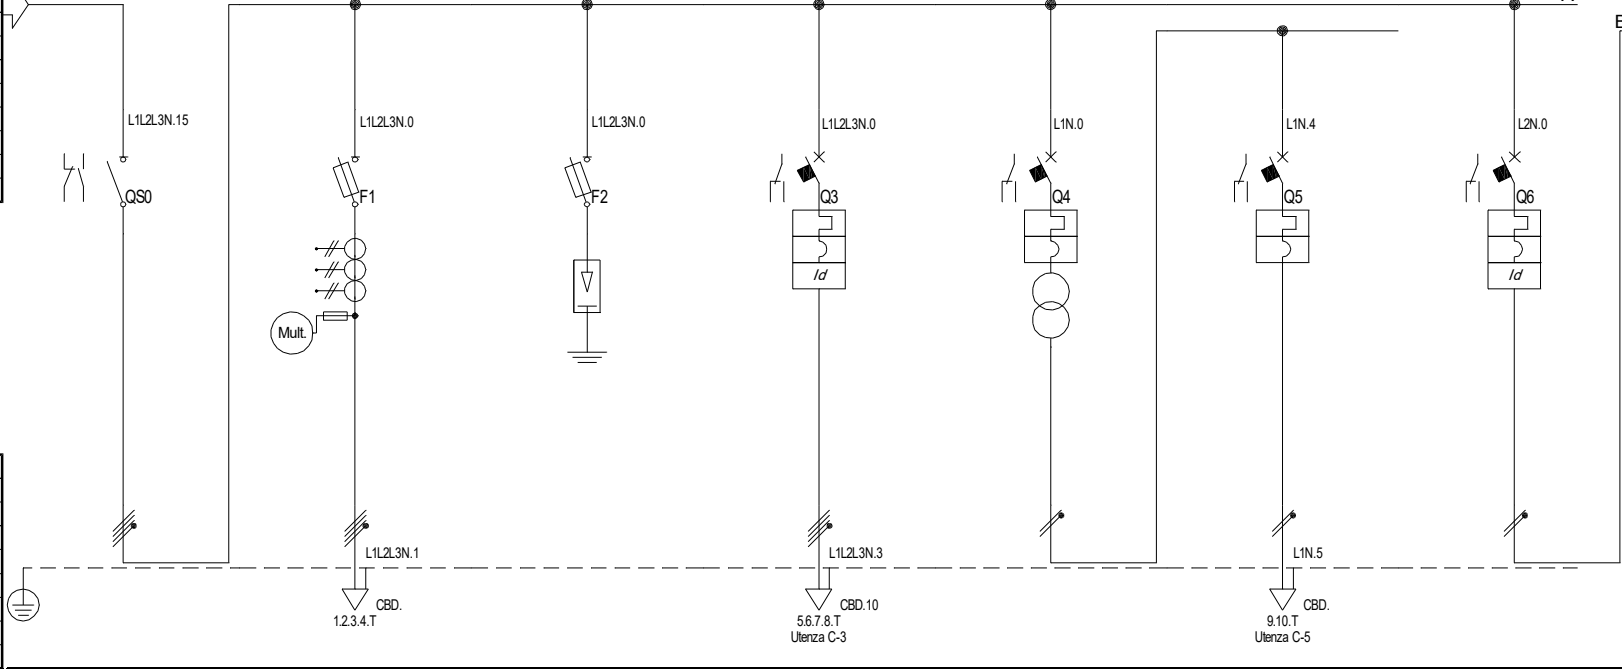 L1L2L3N.15
L1L2L3N.0
L1L2L3N.0
L1L2L3N.0
L1N.0
L1N.4
L2N.0
QS0
F1
F2
Q3
Q4
Q5
Q6
Id
Id
Mult.
L1L2L3N.1
L1L2L3N.3
L1N.5
CBD.
CBD.10
CBD.
1.2.3.4.T
5.6.7.8.T
9.10.T
Utenza C-3
Utenza C-5